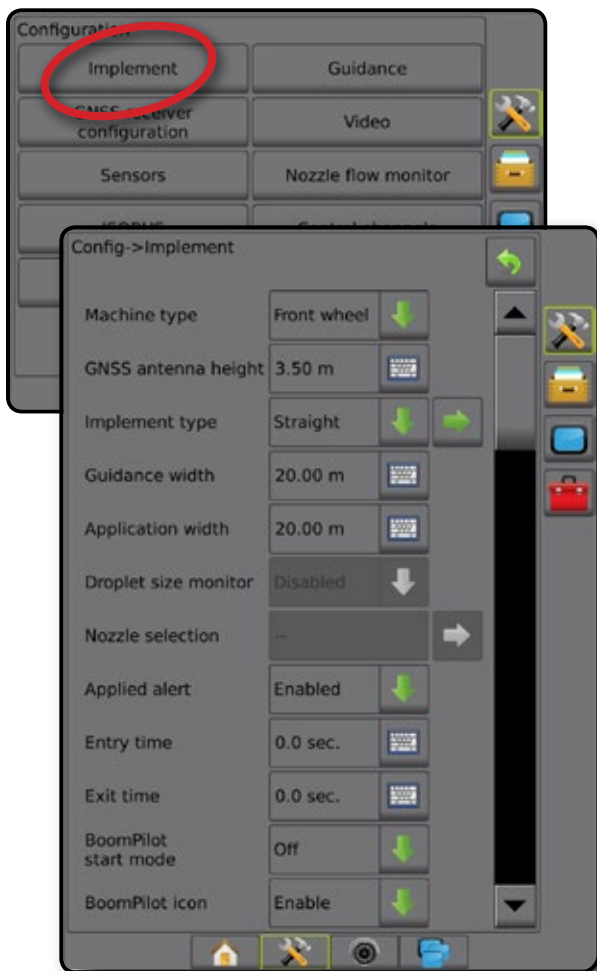 Configuration
Implement
Guidance
GNSS receiver
configuration
Video
Sensors
Nozzle flow monitor
Config->Implement
Machine type
Front wheel
GNSS antenna height
3.50 m
Implement type
Straight
Guidance width
20.00 m
Application width
20.00 m
Droplet size monitor
Disabled
Nozzle selection
--
Applied alert
Enabled
Entry time
0.0 sec.
Exit time
0.0 sec.
BoomPilot
start mode
Off
BoomPilot icon
Enable